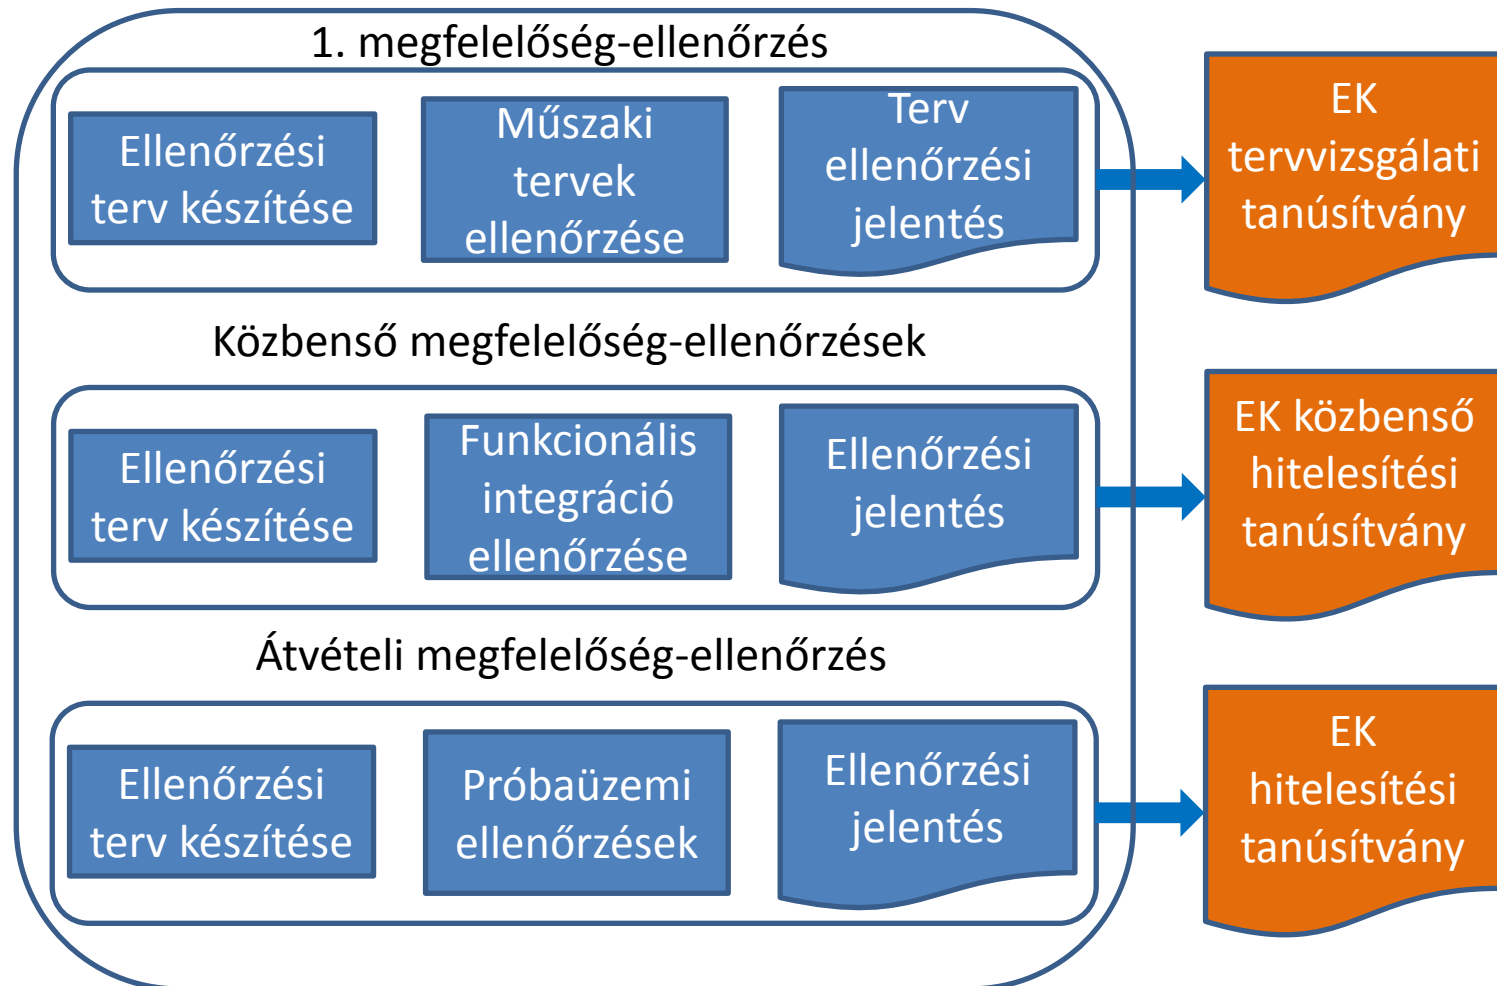 1. megfelelőség-ellenőrzés
Ellenőrzési
terv készítése
Műszaki
tervek
ellenőrzése
Terv
ellenőrzési
jelentés
EK
tervvizsgálati
tanúsítvány
Közbenső megfelelőség-ellenőrzések
Ellenőrzési
terv készítése
Funkcionális
integráció
ellenőrzése
Ellenőrzési
jelentés
EK közbenső
hitelesítési
tanúsítvány
Átvételi megfelelőség-ellenőrzés
Ellenőrzési
terv készítése
Próbaüzemi
ellenőrzések
Ellenőrzési
jelentés
EK
hitelesítési
tanúsítvány